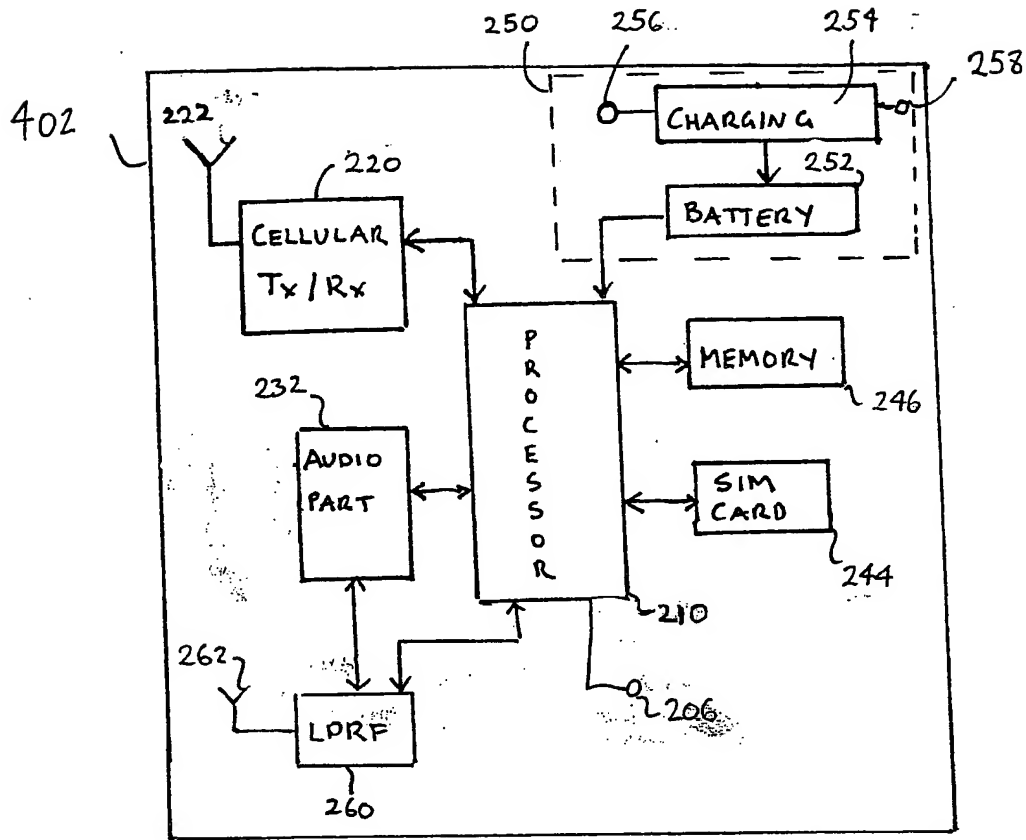 250
256
254
258
402
222
CHARGING
220
252
BATTERY
CELLULAR
Tx/Rx
PROCESSOR
MEMORY
246
232
AUDIO
PART
SIM
CARD
244
210
262
206
LPRF
260